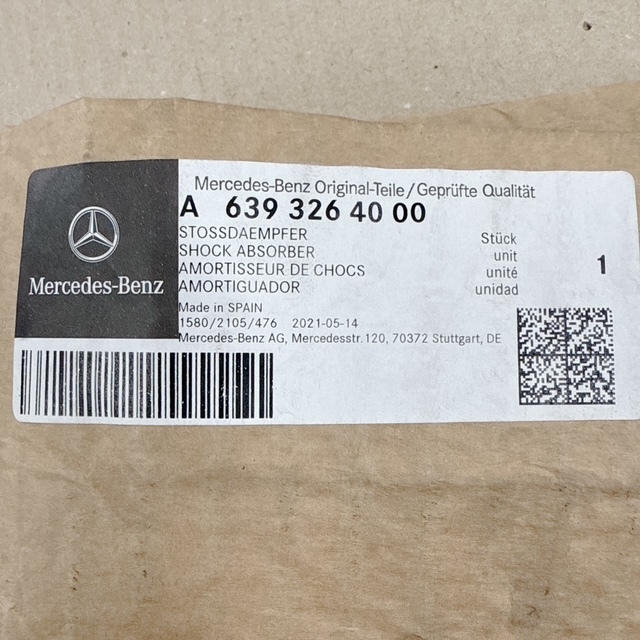 Mercedes-Benz Original-Teile/Geprüfte Qualität
A 639 326 40 00
STOSSDAEMPFER
SHOCK ABSORBER
AMORTISSEUR DE CHOCS
AMORTIGUADOR
Stück
unit
unité
unidad
1
Mercedes-Benz
Made in SPAIN
1580/2105/476 2021-05-14
Mercedes-Benz AG, Mercedesstr. 120, 70372 Stuttgart, DE